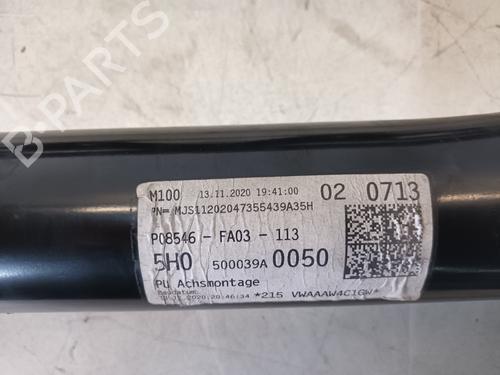 M100 13.11.2020 19:41:00 02 0713
PN= MJS11202047355439A35H
P08546 - FA03 - 113
5H0 500039A 0050
PU Achsmontage
*215 VWAAAW4C1GW*
B-PARTS